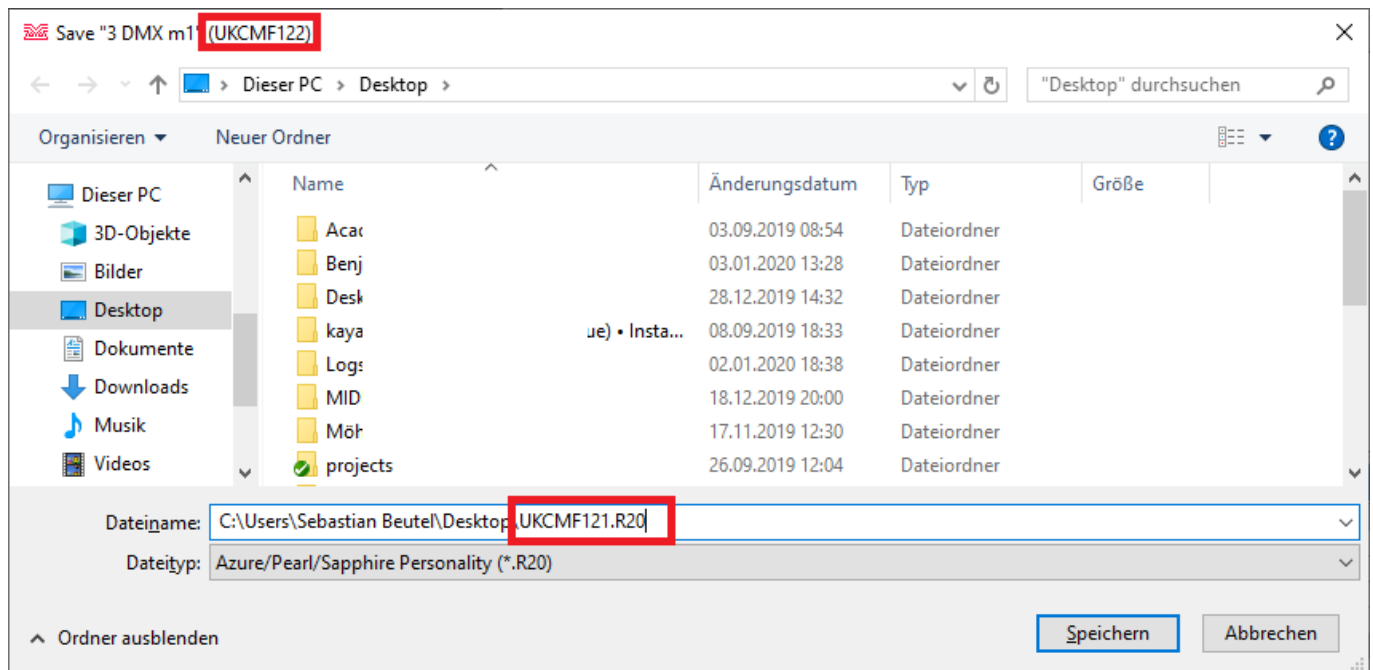 Save "3 DMX m1" (UKCMF122)
Dieser PC > Desktop >
"Desktop" durchsuchen
Organisieren
Neuer Ordner
Name Änderungsdatum Typ Größe
Dieser PC
3D-Objekte
Bilder
Desktop
Dokumente
Downloads
Musik
Videos
Acad 03.09.2019 08:54 Dateiordner
Benj 03.01.2020 13:28 Dateiordner
Desk 28.12.2019 14:32 Dateiordner
kaya ue) • Insta... 08.09.2019 18:33 Dateiordner
Logs 02.01.2020 18:38 Dateiordner
MID 18.12.2019 20:00 Dateiordner
Möh 17.11.2019 12:30 Dateiordner
projects 26.09.2019 12:04 Dateiordner
Dateiname: C:\Users\Sebastian Beutel\Desktop\UKCMF121.R20
Dateityp: Azure/Pearl/Sapphire Personality (*.R20)
Ordner ausblenden
Speichern
Abbrechen